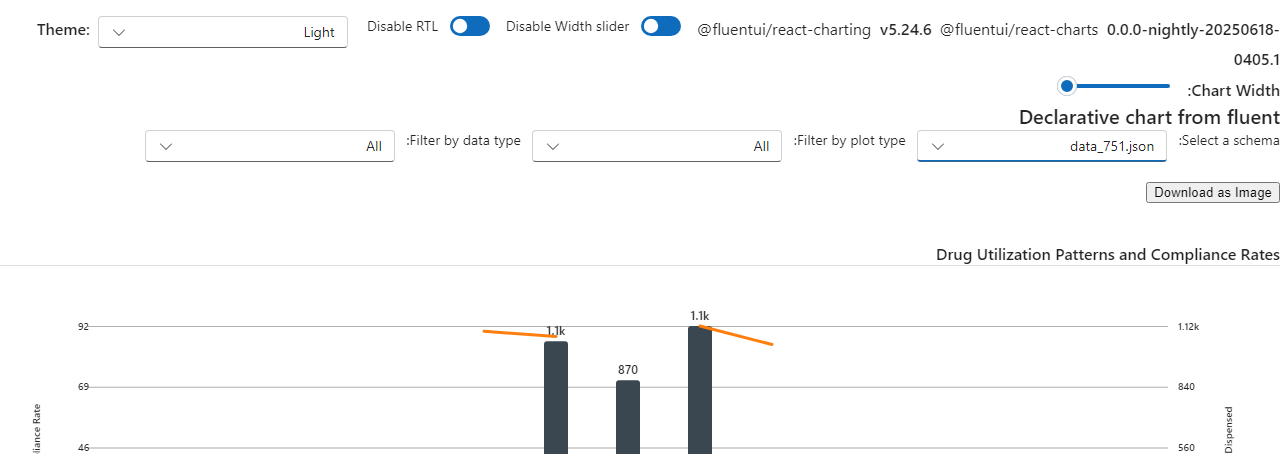 Theme: Light Disable RTL Disable Width slider @fluentui/react-charting v5.24.6 @fluentui/react-charts 0.0.0-nightly-20250618-
0405.1
:Chart Width
Declarative chart from fluent
:Select a schema data_751.json :Filter by plot type All :Filter by data type All
Download as Image
Drug Utilization Patterns and Compliance Rates
1.1k
92 1.1k 1.12k
870
69 840
46 560
Rate
Dispensed